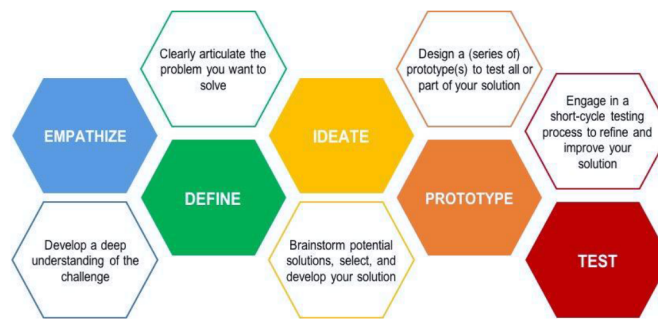 EMPATHIZE
Develop a deep
understanding of the
challenge
Clearly articulate the
problem you want to
solve
DEFINE
IDEATE
Brainstorm potential
solutions, select, and
develop your solution
Design a (series of)
prototype(s) to test all or
part of your solution
PROTOTYPE
Engage in a
short-cycle testing
process to refine and
improve your
solution
TEST